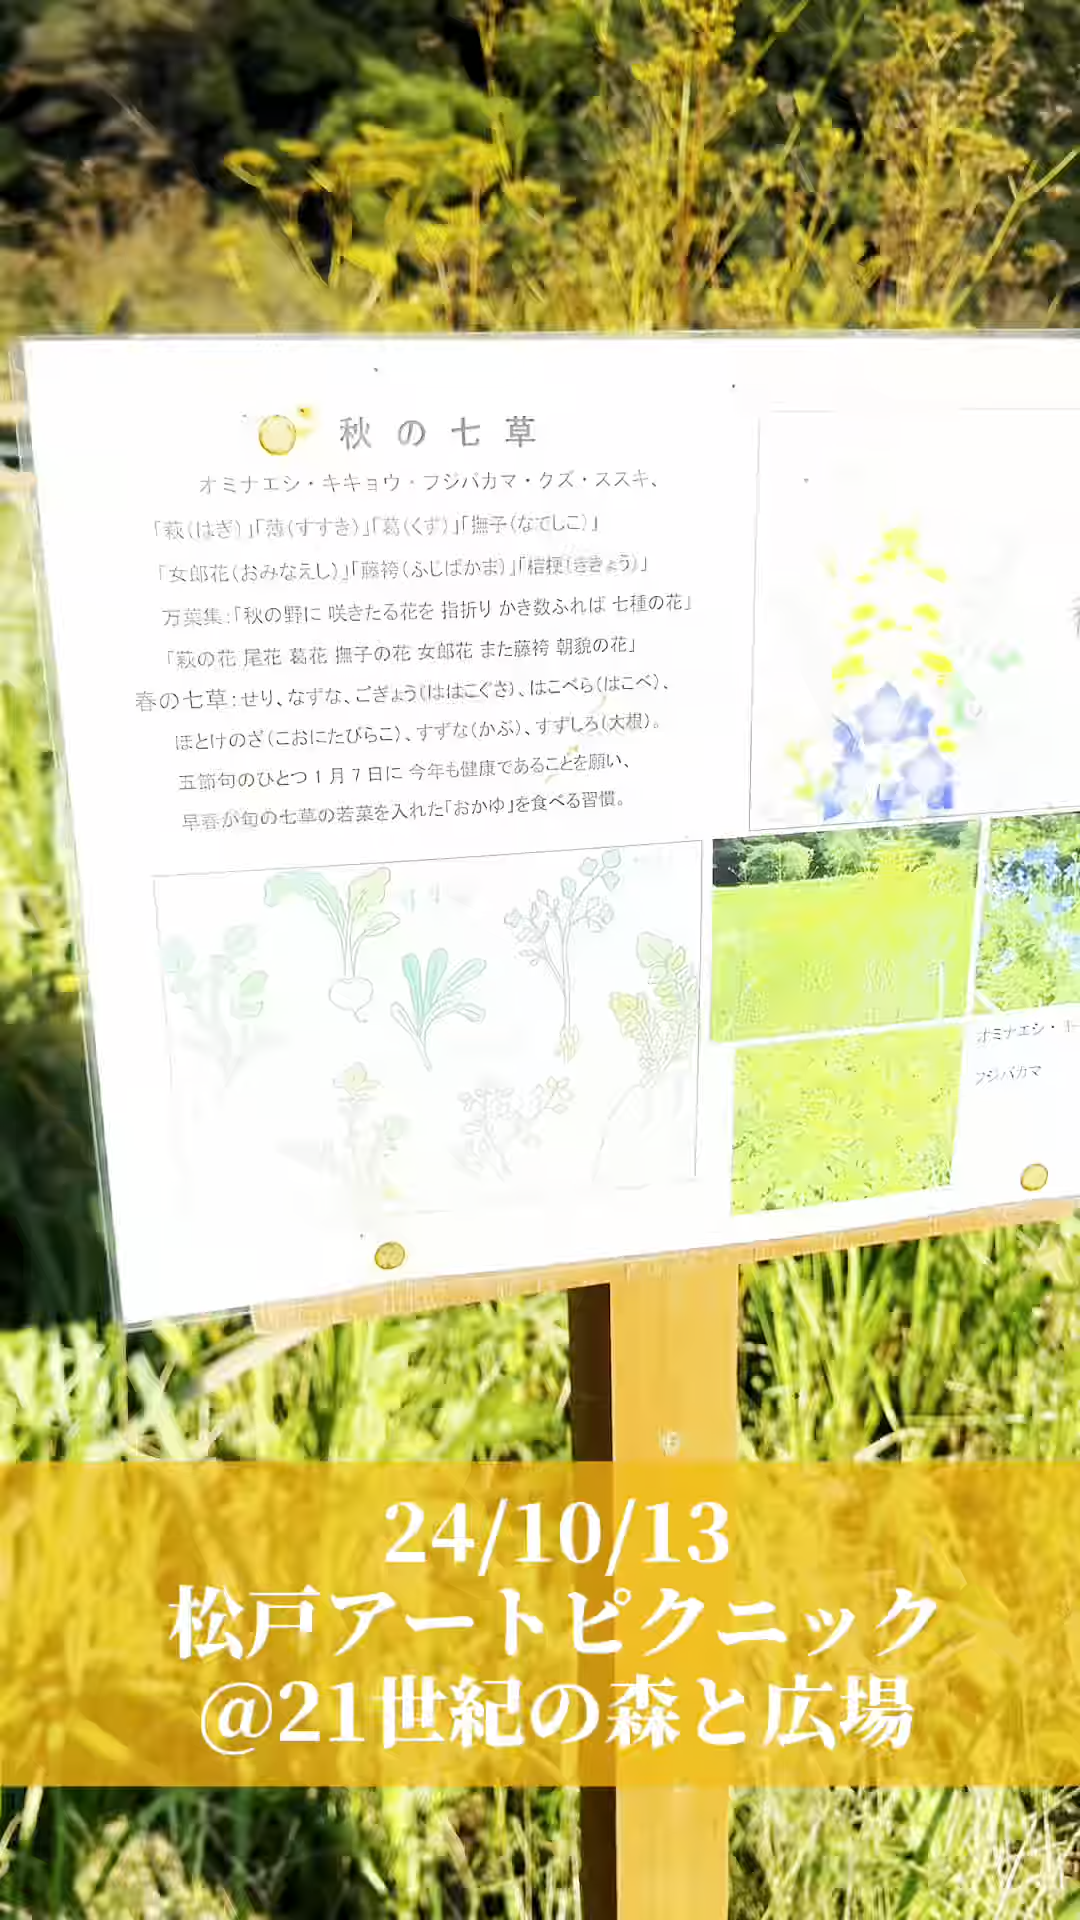 秋の七草
オミナエシ・キキョウ・フジバカマ・クズ・ススキ、
「萩（はぎ）」「薄（すすき）」「葛（くず）」「撫子（なでしこ）」
「女郎花（おみなえし）」「藤袴（ふじばかま）」「桔梗（ききょう）」
万葉集：「秋の野に 咲きたる花を 指折り かき数ふれば 七種の花」
「萩の花 尾花 葛花 撫子の花 女郎花 また藤袴 朝貌の花」
春の七草：せり、なずな、ごぎょう（ははこぐさ）、はこべら（はこべ）、
ほとけのざ（こおにたびらこ）、すずな（かぶ）、すずしろ（大根）。
五節句のひとつ１月７日に 今年も健康であることを願い、
早春が旬の七草の若菜を入れた「おかゆ」を食べる習慣。
オミナエシ・キ
フジバカマ
24/10/13
松戸アートピクニック
@21世紀の森と広場